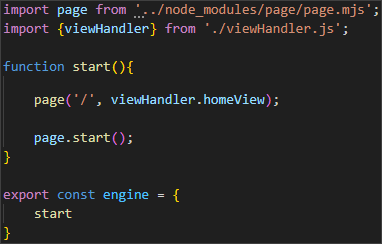 import page from '../node_modules/page/page.mjs';
import {viewHandler} from './viewHandler.js';
function start(){
page('/', viewHandler.homeView);
page.start();
}
export const engine = {
start
}